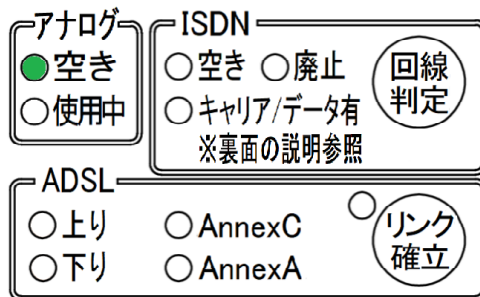 アナログ
空き
使用中
ISDN
空き 廃止
キャリア/データ有
※裏面の説明参照
回線
判定
ADSL
上り
下り
AnnexC
AnnexA
リンク
確立